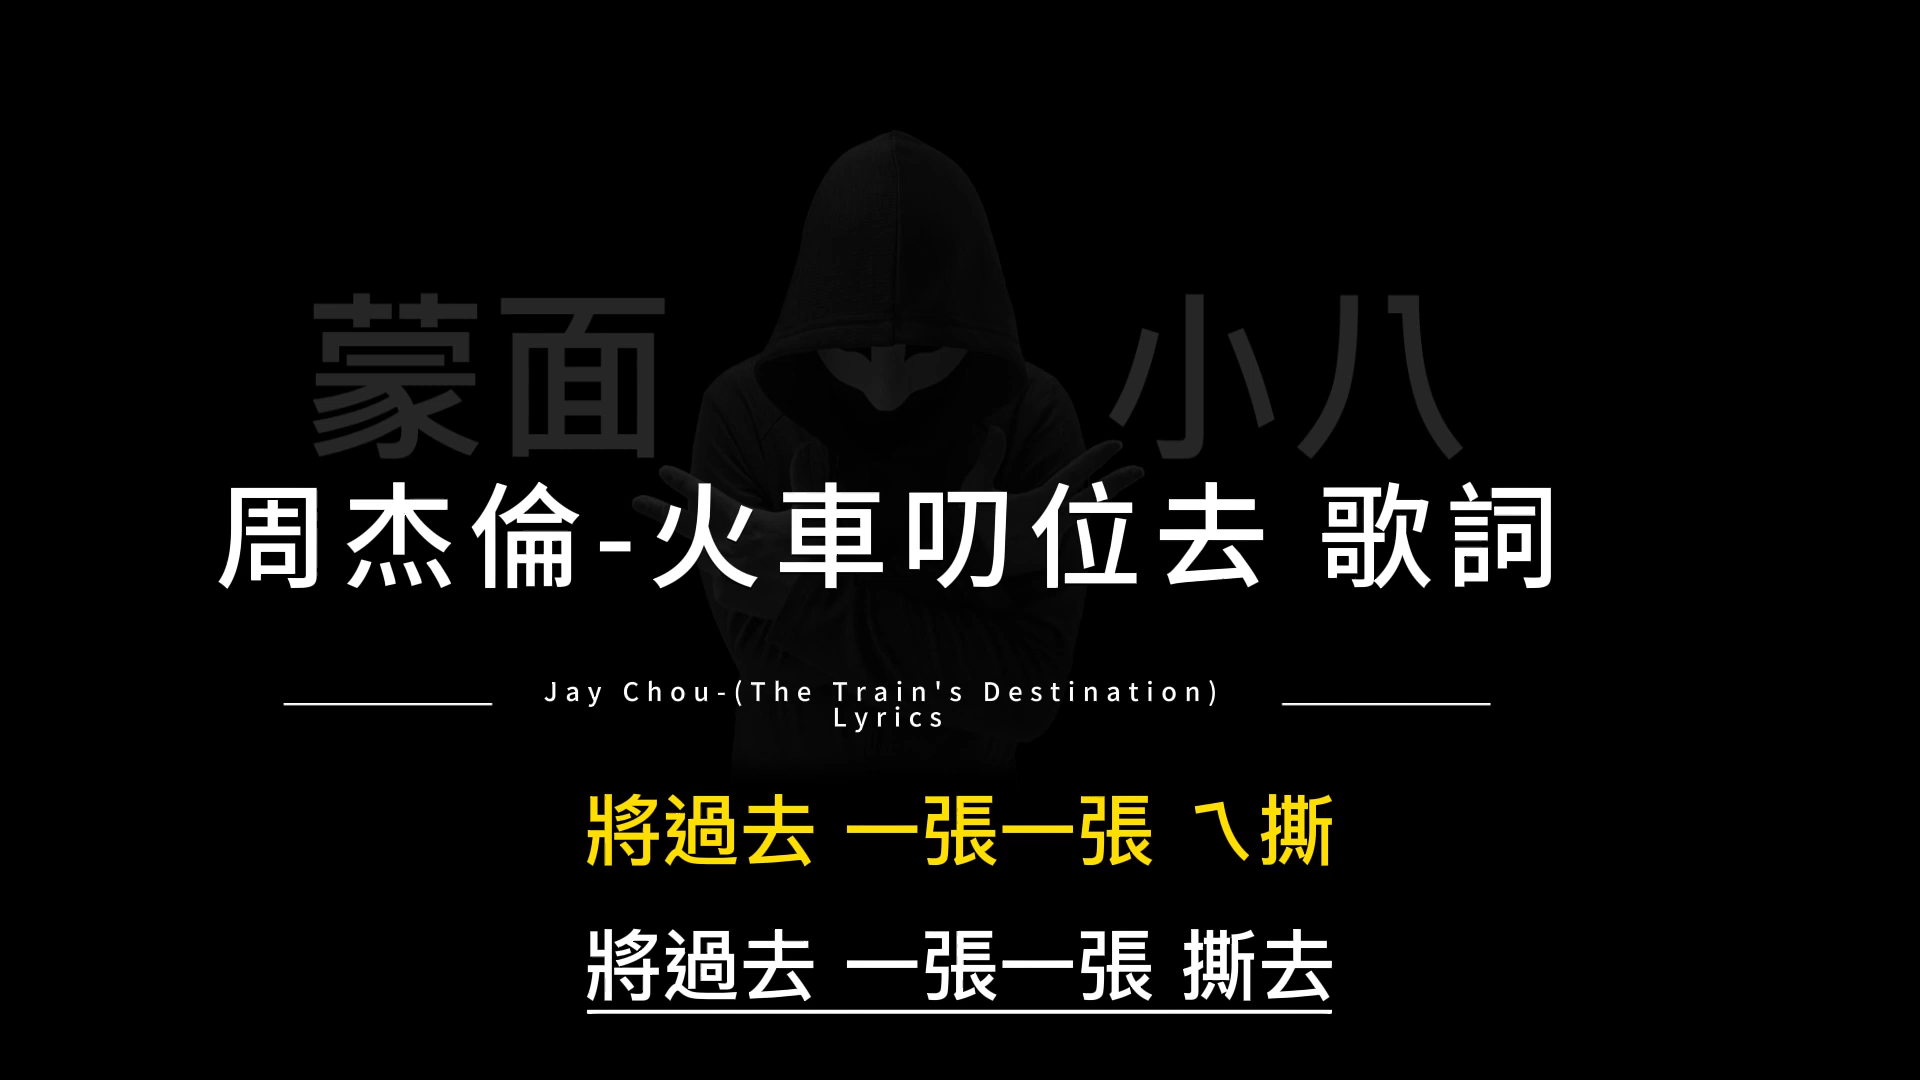 蒙面 小八
周杰倫-火車叨位去 歌詞
Jay Chou-(The Train's Destination)
Lyrics
將過去 一張一張 ㄟ撕
將過去 一張一張 撕去